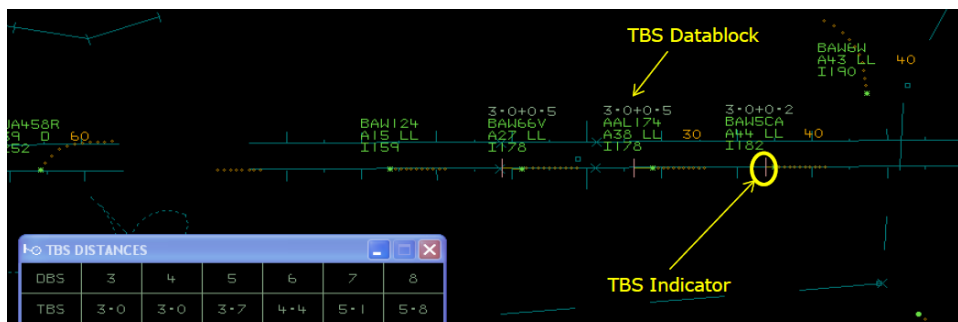 TBS Datablock
BAW6W
A43 LL 40
I190
3-0+0-5
BAW66V
A27 LL
I178
3-0+0-5
AAL174
A38 LL 30
I178
3-0+0-2
BAW5CA
A44 LL 40
I182
BAW124
A15 LL
I159
JA458R
39 D 60
52
TBS Indicator
TBS DISTANCES
DBS 3 4 5 6 7 8
TBS 3-0 3-0 3-7 4-4 5-1 5-8